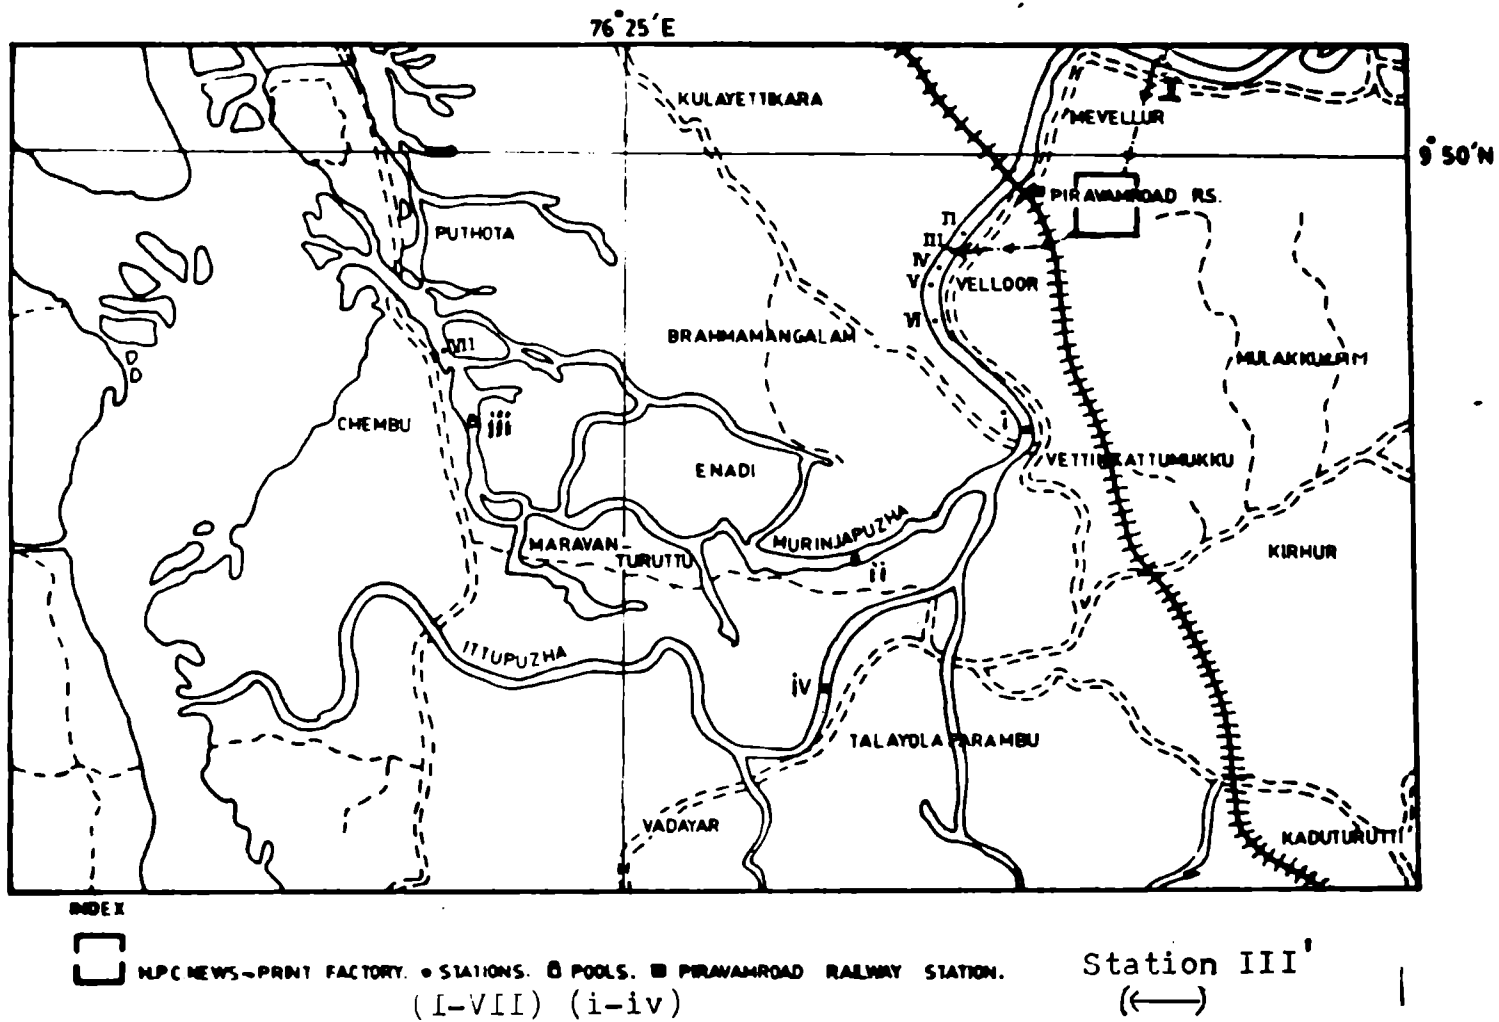 76°25'E
KULAYETTIKARA
I
MEVELLUR
9°50'N
PIRAVAMROAD R.S.
II
PUTHOTA
III
IV
V
VELLOOR
VI
BRAHMAMANGALAM
VII
MULAKKULAM
CHEMBU
iii
i
ENADI
VETTIKKATTUMUKKU
MURINJAPUZHA
MARAVAN-
TURUTTU
KIRHUR
ii
ITTUPUZHA
iv
TALAYOLAPARAMBU
VADAYAR
KADUTURUTTI
INDEX
N.P.C NEWS-PRINT FACTORY. STATIONS. POOLS. PIRAVAMROAD RAILWAY STATION.
(I-VII) (i-iv)
Station III'
(⟷)